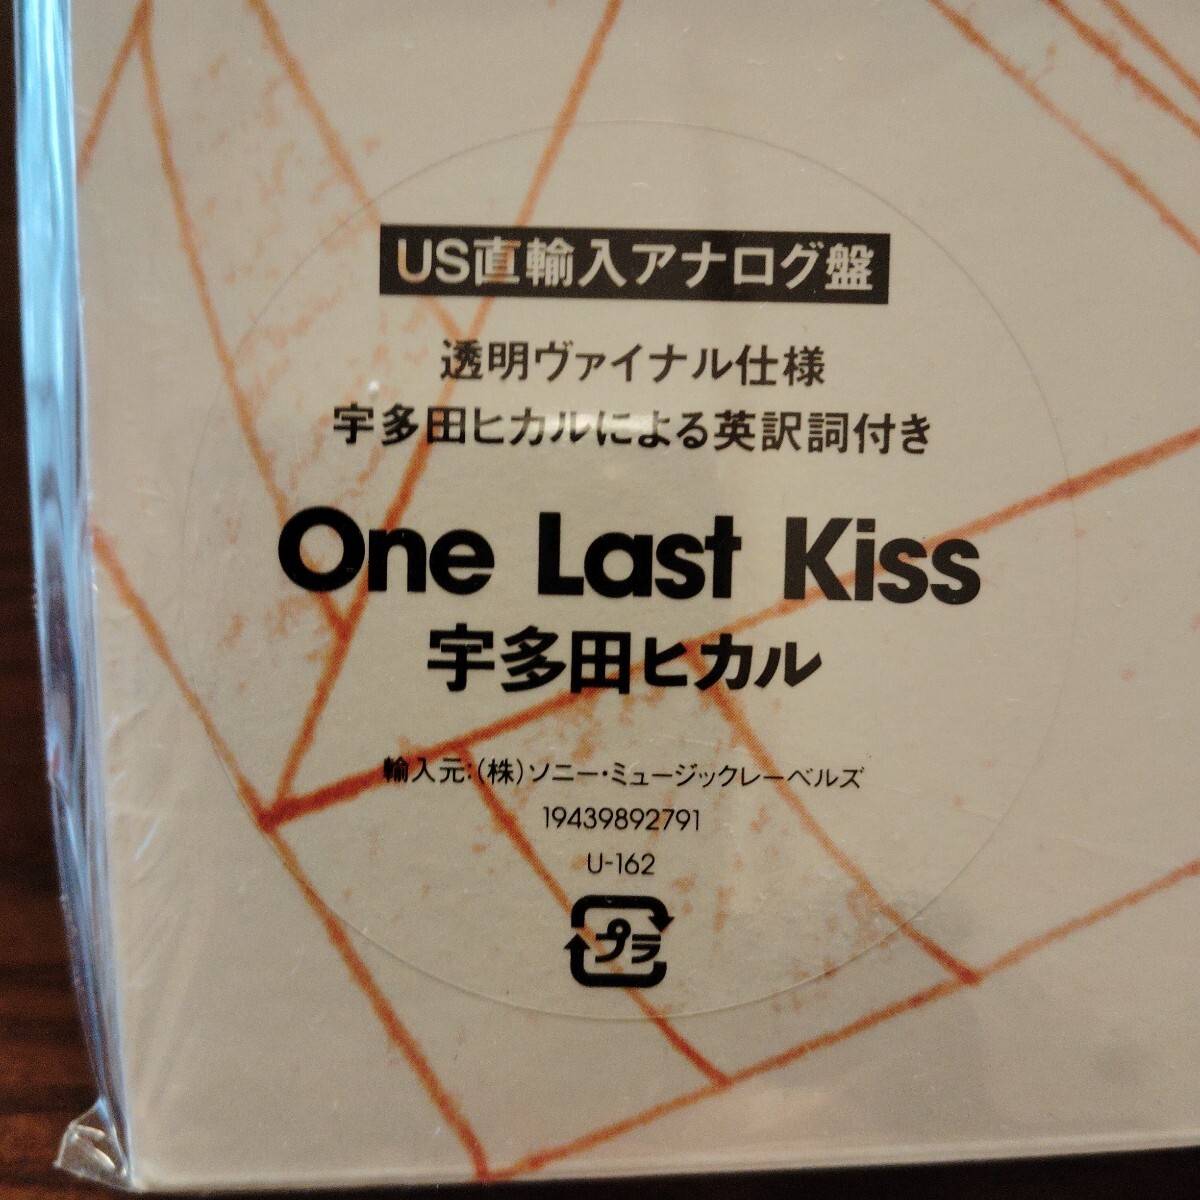 US直輸入アナログ盤
透明ヴァイナル仕様
宇多田ヒカルによる英訳詞付き
One Last Kiss
宇多田ヒカル
輸入元:(株)ソニー・ミュージックレーベルズ
19439892791
U-162
プラ